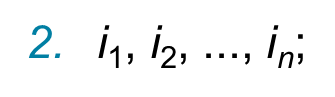 2. i₁, i₂, ..., iₙ;